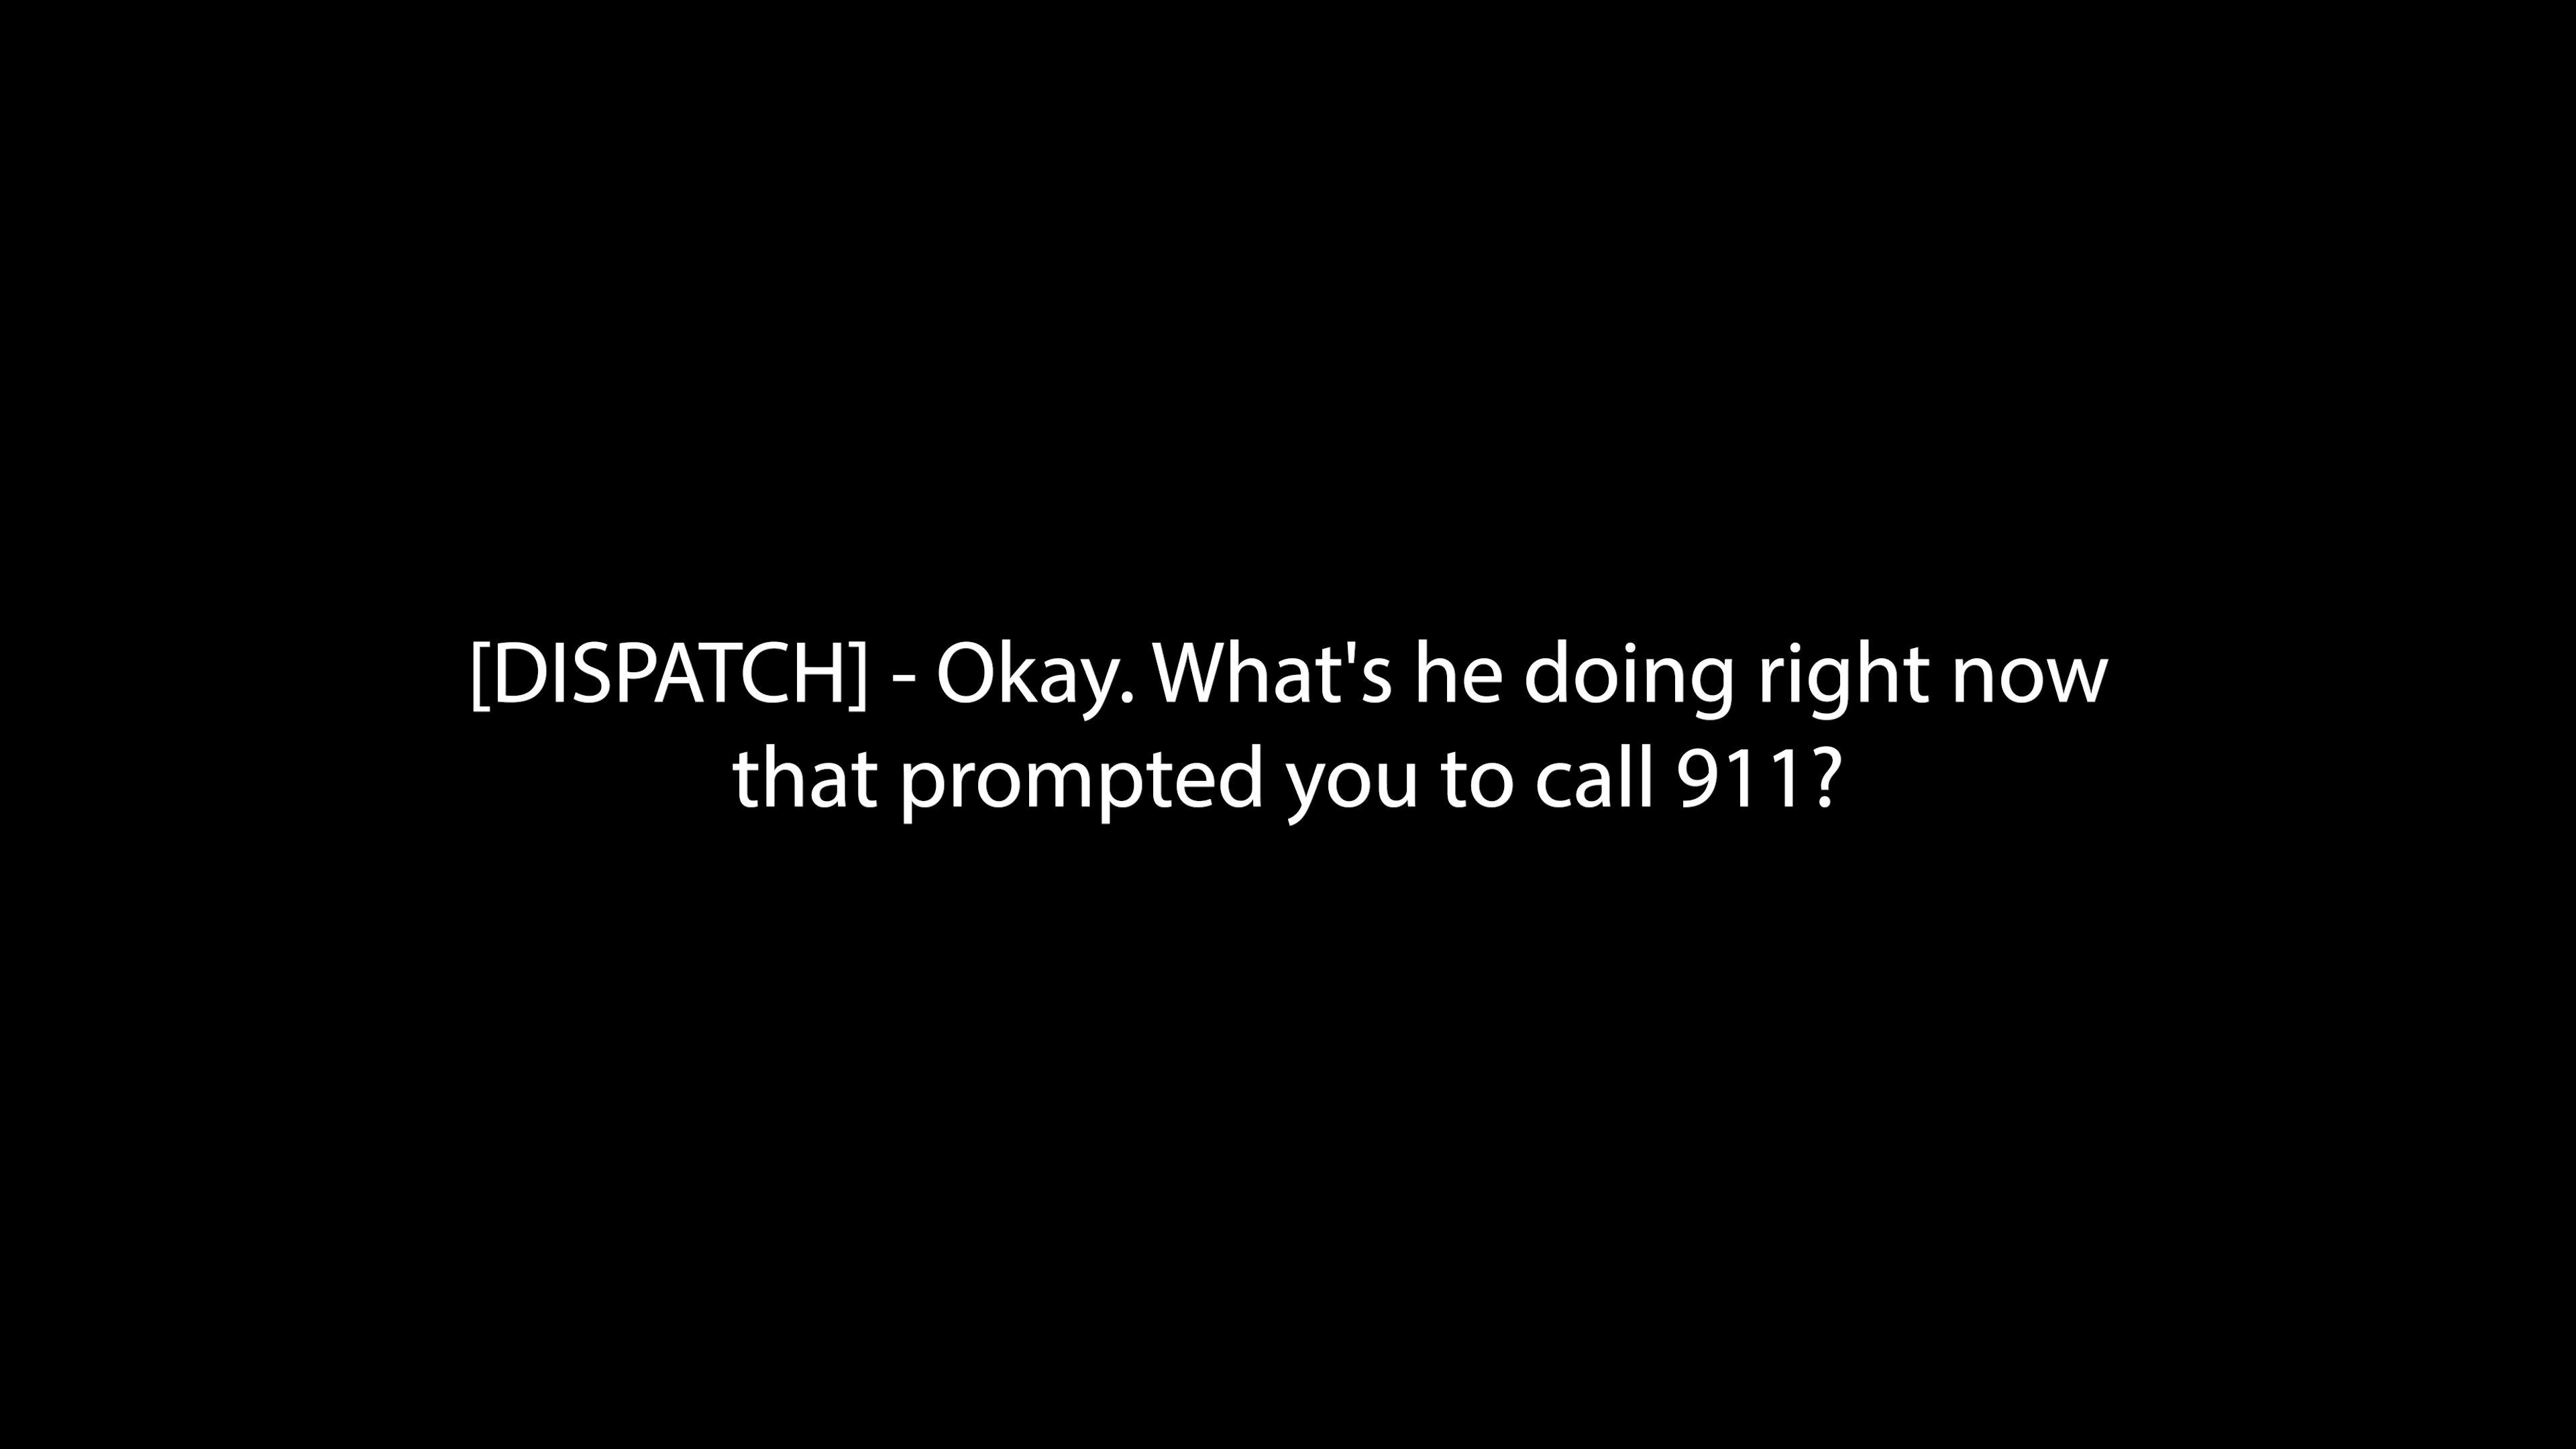 [DISPATCH] - Okay. What's he doing right now
that prompted you to call 911?